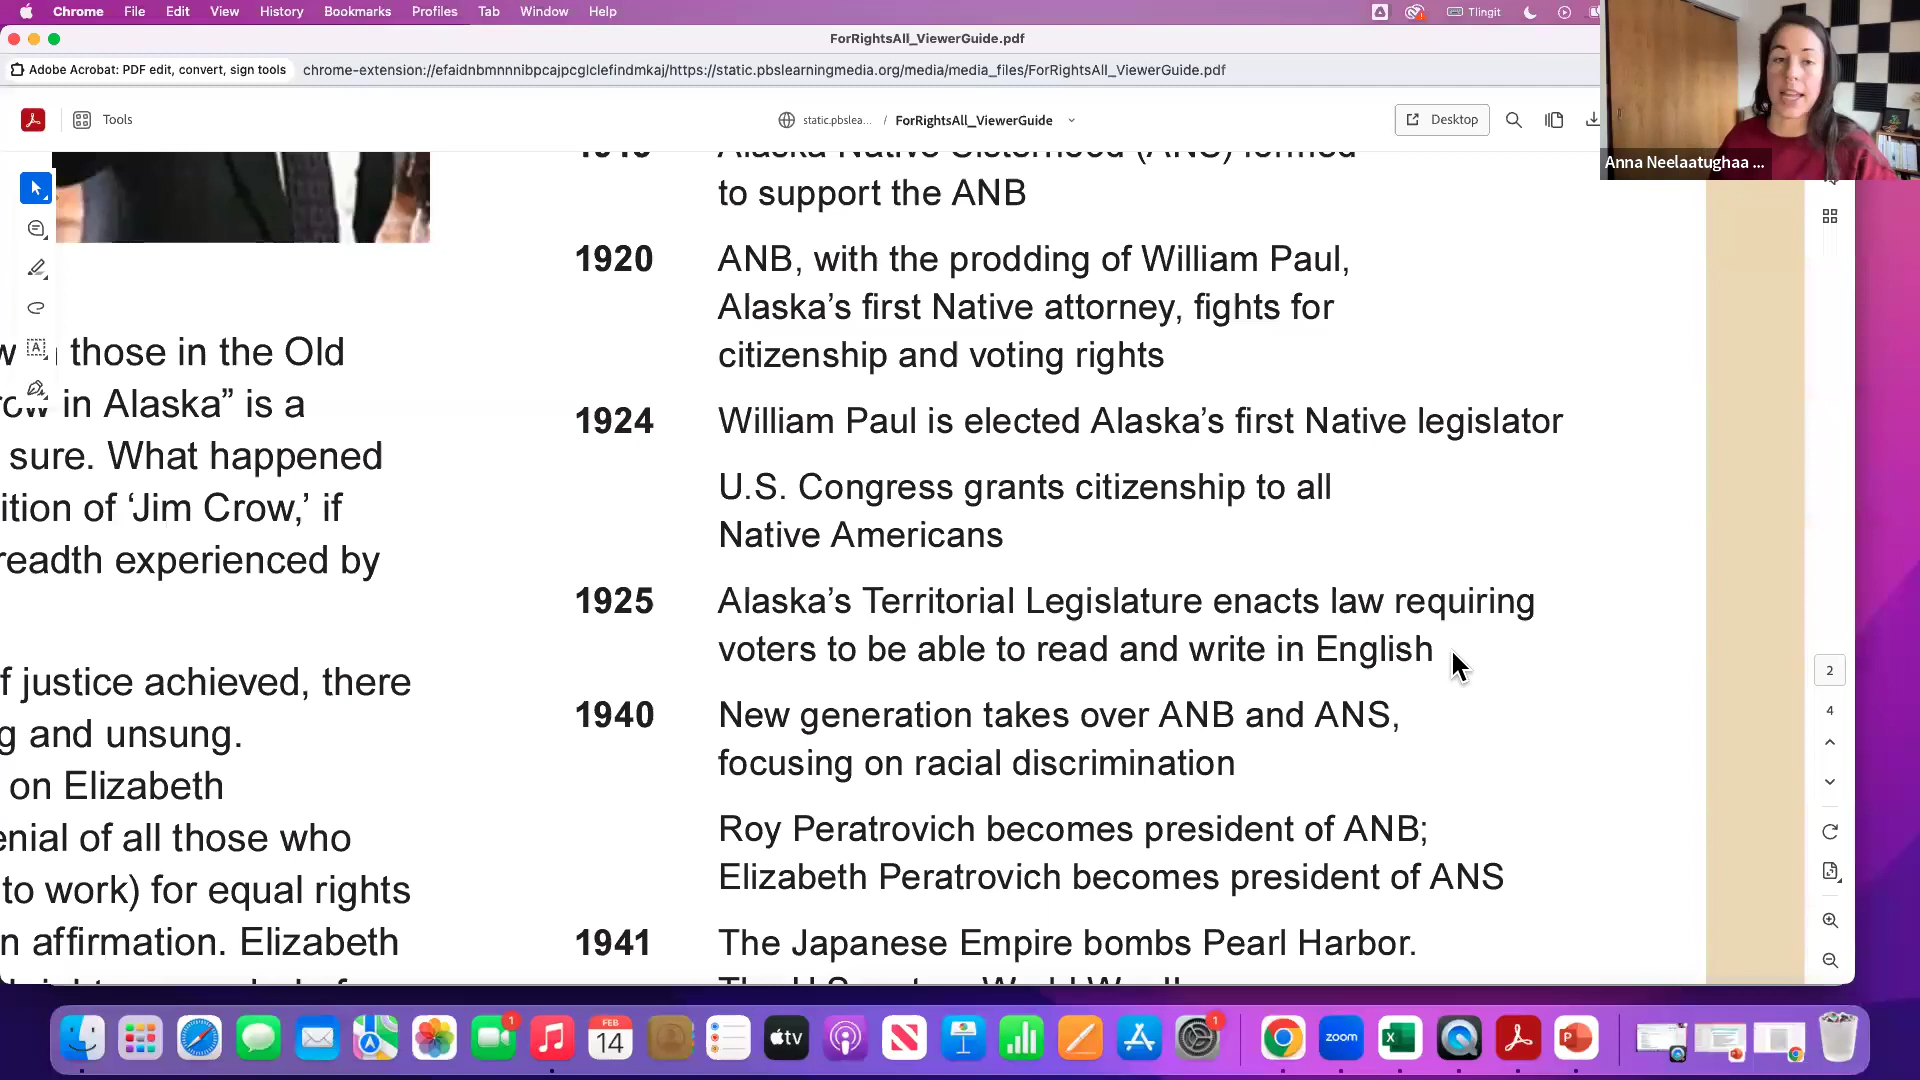 Chrome File Edit View History Bookmarks Profiles Tab Window Help Tlingit
ForRightsAll_ViewerGuide.pdf
Adobe Acrobat: PDF edit, convert, sign tools chrome-extension://efaidnbmnnnibpcajpcglclefindmkaj/https://static.pbslearningmedia.org/media/media_files/ForRightsAll_ViewerGuide.pdf
Tools static.pbslea... / ForRightsAll_ViewerGuide Desktop
Anna Neelaatughaa ...
Alaska Native Sisterhood (ANS) formed
to support the ANB
1920 ANB, with the prodding of William Paul,
Alaska’s first Native attorney, fights for
citizenship and voting rights
1924 William Paul is elected Alaska’s first Native legislator
U.S. Congress grants citizenship to all
Native Americans
1925 Alaska’s Territorial Legislature enacts law requiring
voters to be able to read and write in English
1940 New generation takes over ANB and ANS,
focusing on racial discrimination
Roy Peratrovich becomes president of ANB;
Elizabeth Peratrovich becomes president of ANS
1941 The Japanese Empire bombs Pearl Harbor.
those in the Old
in Alaska” is a
sure. What happened
ition of ‘Jim Crow,’ if
readth experienced by
f justice achieved, there
g and unsung.
on Elizabeth
enial of all those who
to work) for equal rights
n affirmation. Elizabeth
2
4
1
FEB
14
tv
zoom
1